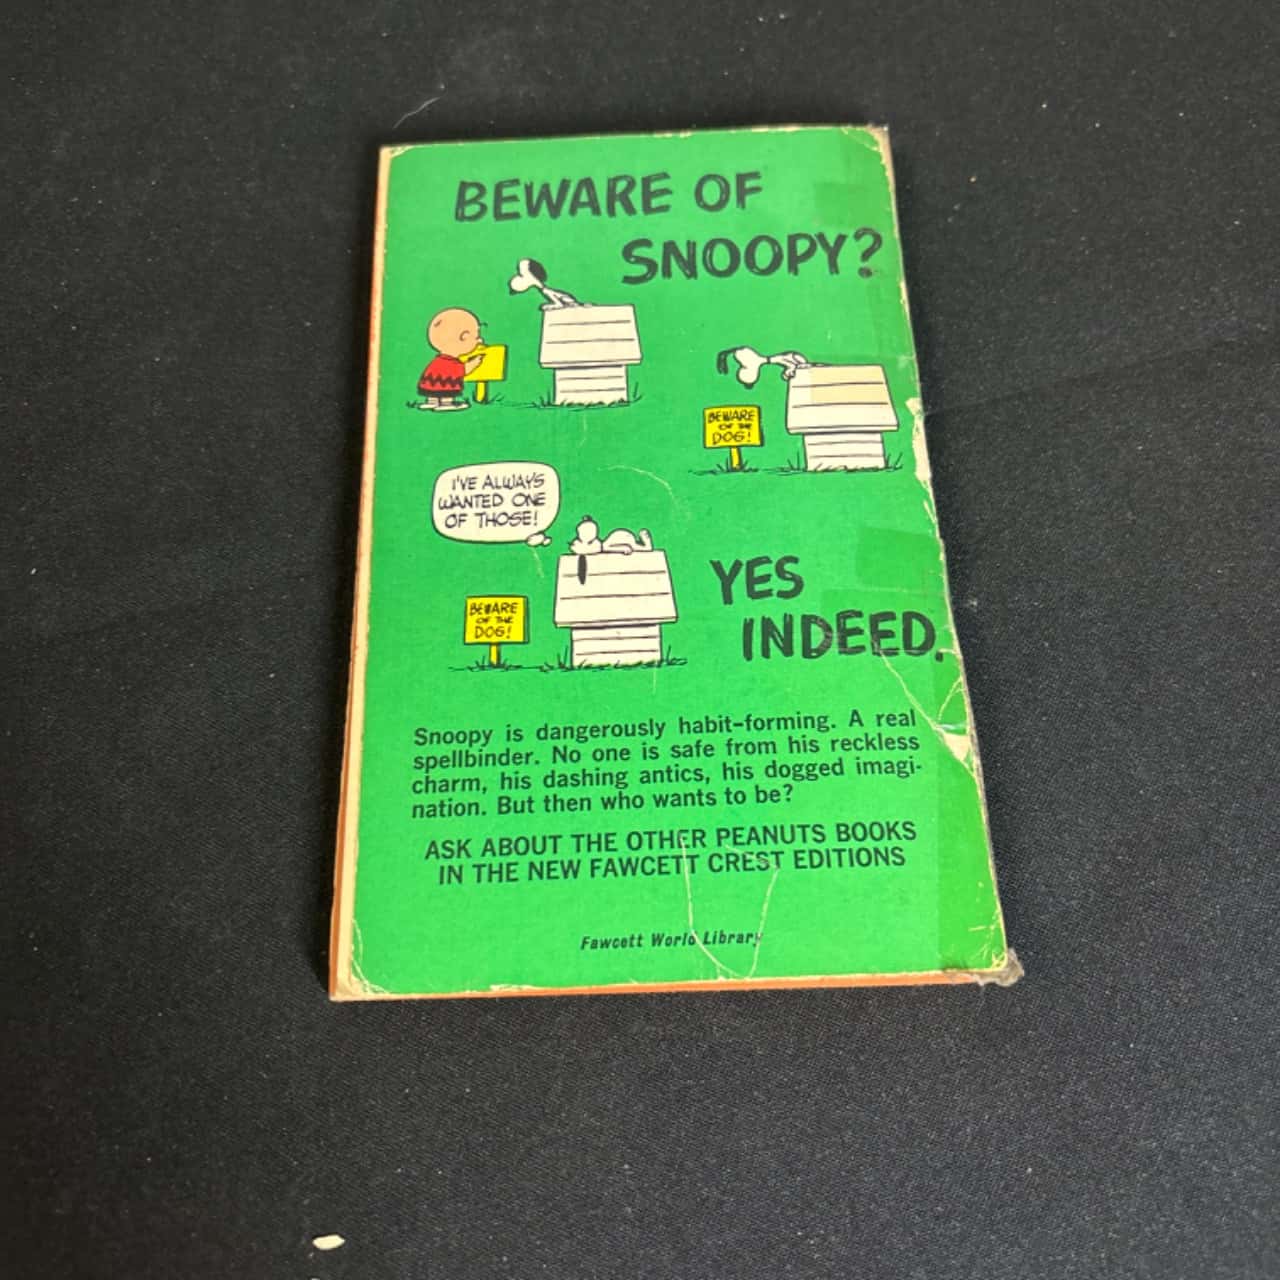 BEWARE OF
SNOOPY?
BEWARE
OF THE
DOG!
I'VE ALWAYS
WANTED ONE
OF THOSE!
BEWARE
OF THE
DOG!
YES
INDEED.
Snoopy is dangerously habit-forming. A real
spellbinder. No one is safe from his reckless
charm, his dashing antics, his dogged imagi-
nation. But then who wants to be?
ASK ABOUT THE OTHER PEANUTS BOOKS
IN THE NEW FAWCETT CREST EDITIONS
Fawcett World Library